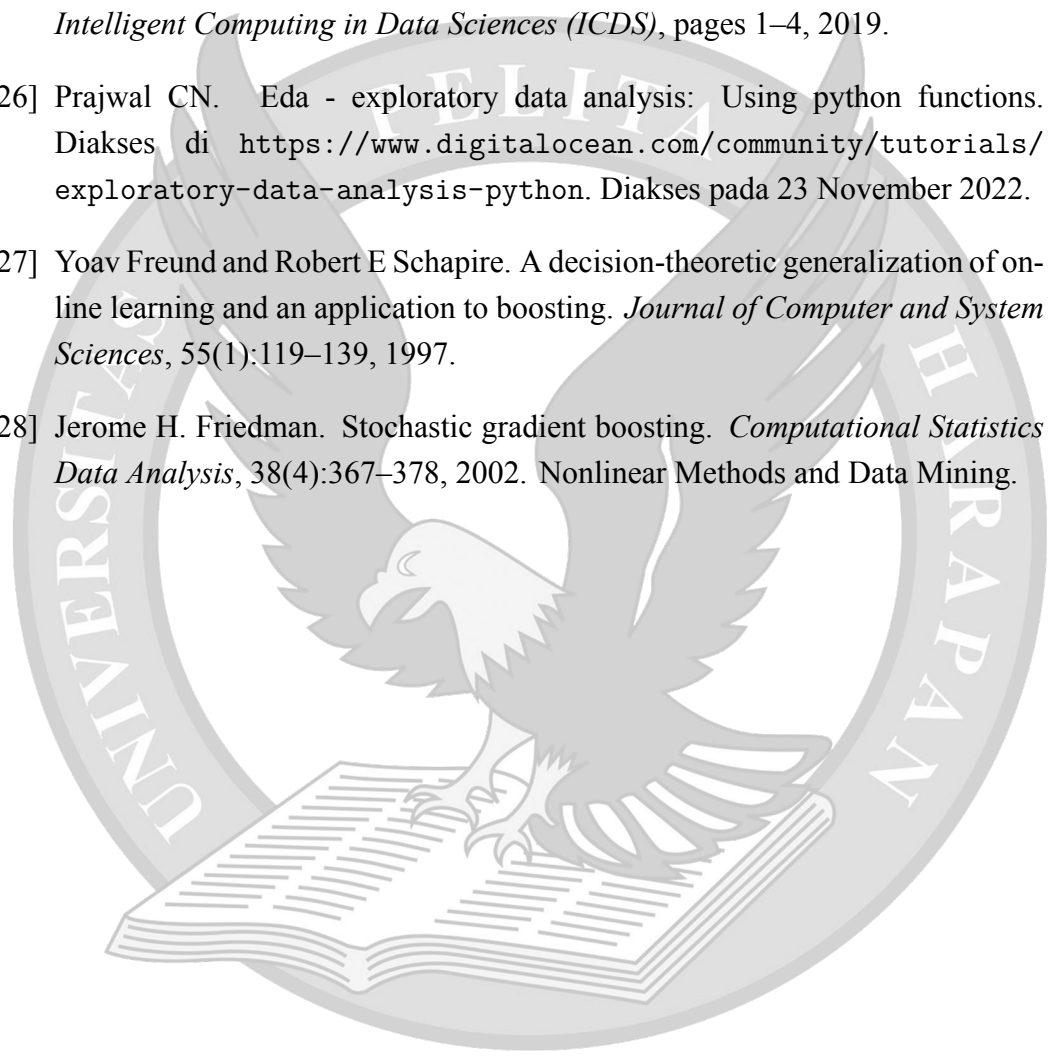 Intelligent Computing in Data Sciences (ICDS), pages 1–4, 2019.
26] Prajwal CN. Eda - exploratory data analysis: Using python functions.
Diakses di https://www.digitalocean.com/community/tutorials/
exploratory-data-analysis-python. Diakses pada 23 November 2022.
27] Yoav Freund and Robert E Schapire. A decision-theoretic generalization of on-
line learning and an application to boosting. Journal of Computer and System
Sciences, 55(1):119–139, 1997.
28] Jerome H. Friedman. Stochastic gradient boosting. Computational Statistics
Data Analysis, 38(4):367–378, 2002. Nonlinear Methods and Data Mining.
UNIVERSITAS PELITA HARAPAN